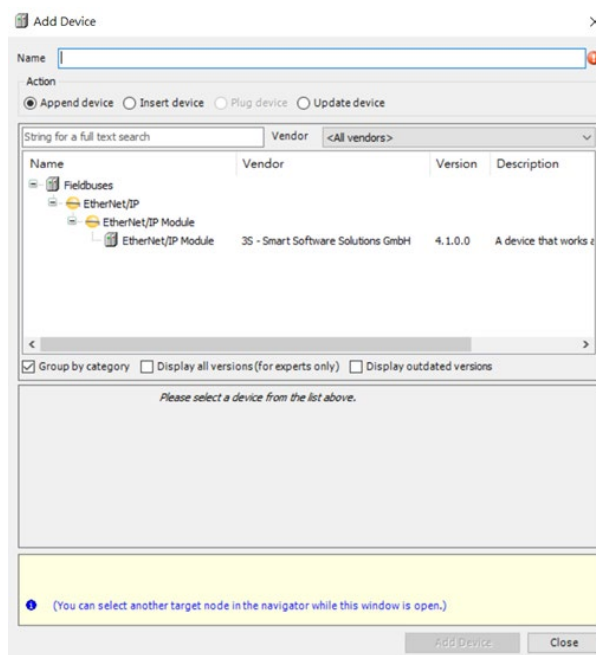 Add Device
Name
Action
Append device Insert device Plug device Update device
String for a full text search Vendor <All vendors>
Name Vendor Version Description
Fieldbuses
EtherNet/IP
EtherNet/IP Module
EtherNet/IP Module 3S - Smart Software Solutions GmbH 4.1.0.0 A device that works a
Group by category Display all versions (for experts only) Display outdated versions
Please select a device from the list above.
(You can select another target node in the navigator while this window is open.)
Add Device Close